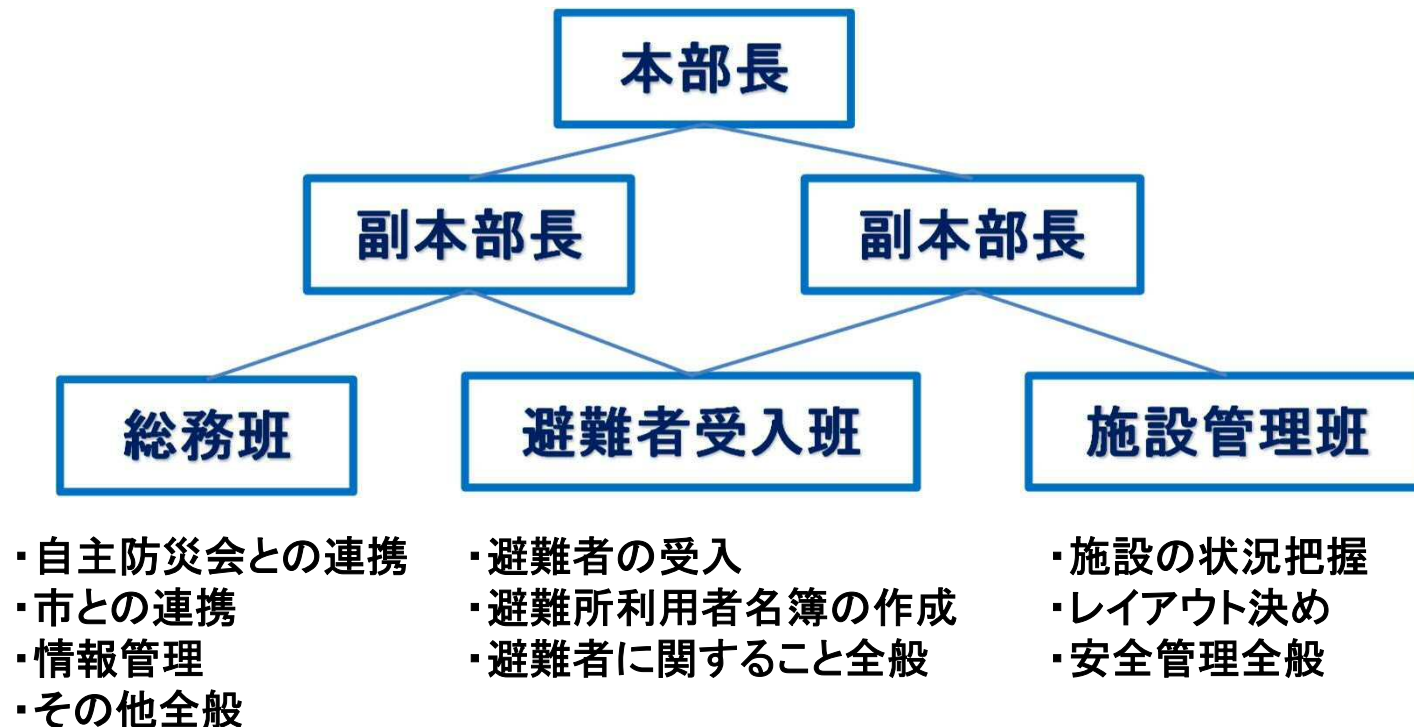 本部長
副本部長
副本部長
総務班
避難者受入班
施設管理班
・自主防災会との連携
・市との連携
・情報管理
・その他全般
・避難者の受入
・避難所利用者名簿の作成
・避難者に関すること全般
・施設の状況把握
・レイアウト決め
・安全管理全般